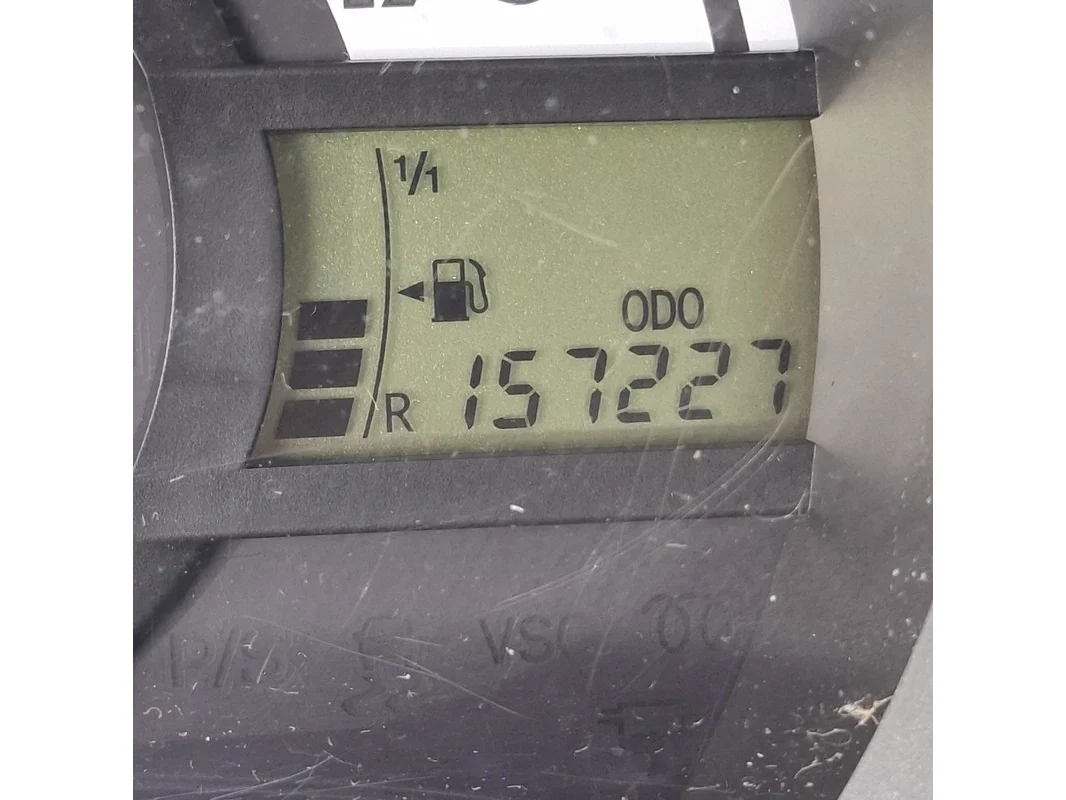 1/1
ODO
R 157227
P/S VSC